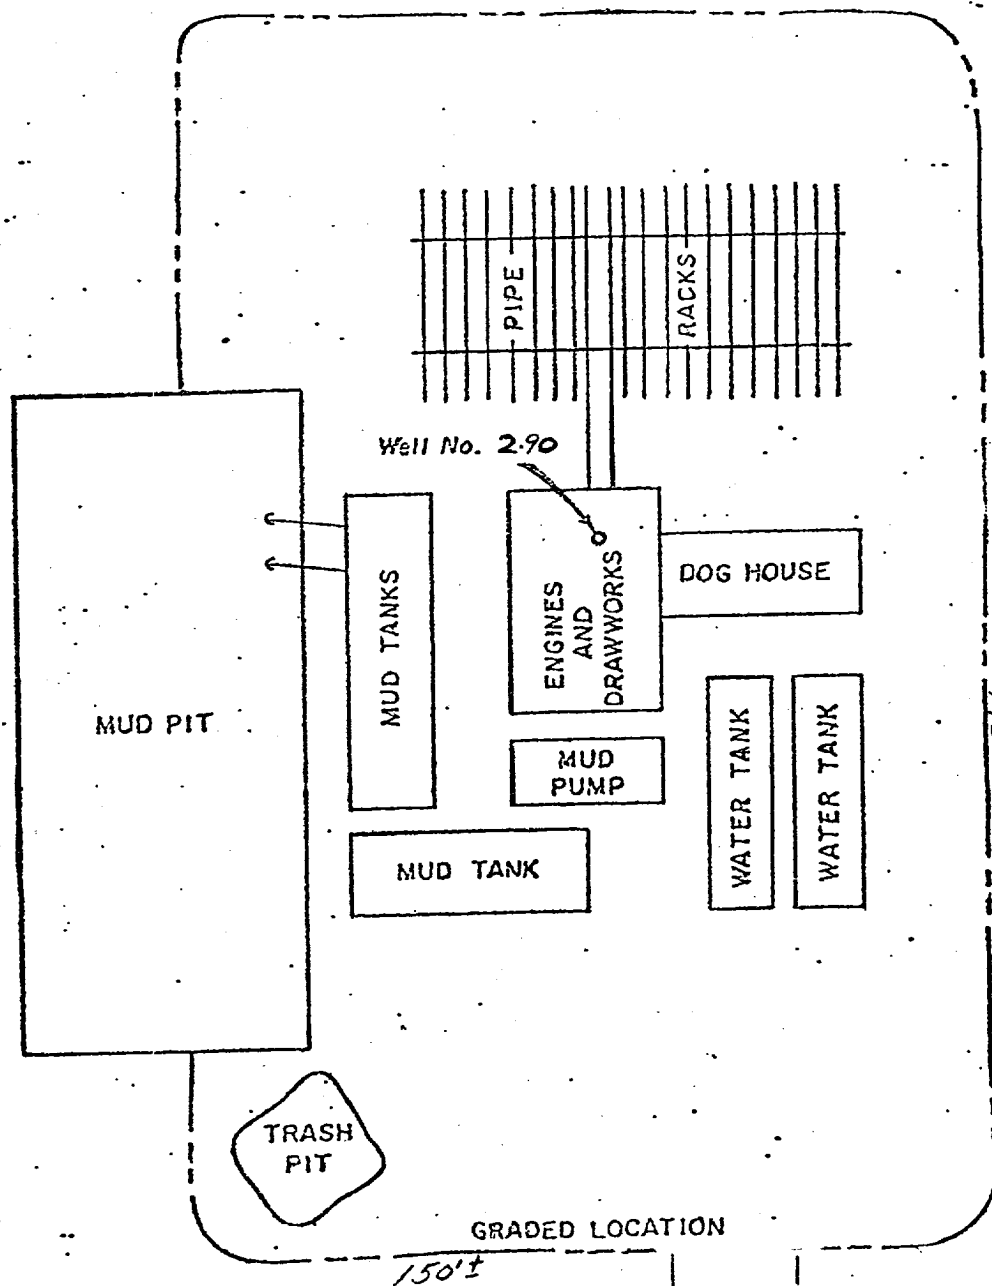 PIPE
RACKS
Well No. 2-90
MUD TANKS
ENGINES
AND
DRAWWORKS
DOG HOUSE
MUD PIT
MUD
PUMP
WATER TANK
WATER TANK
MUD TANK
TRASH
PIT
GRADED LOCATION
150'±